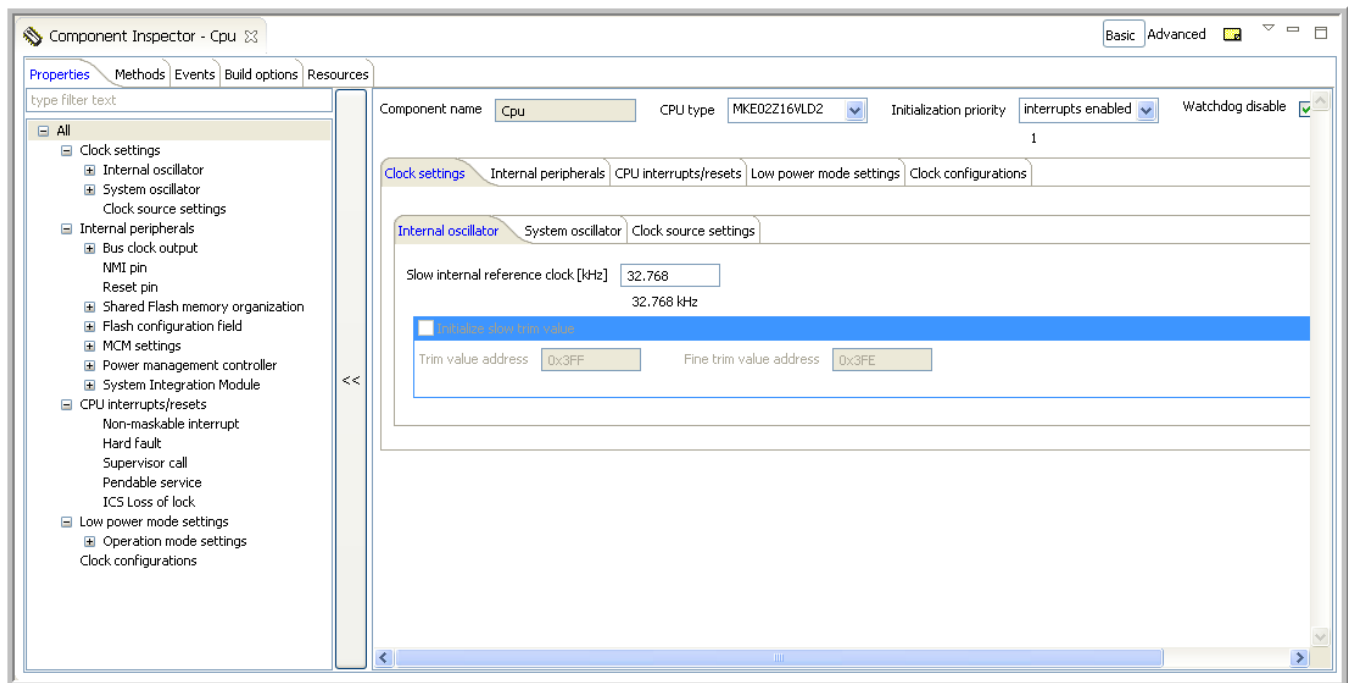 Component Inspector - Cpu
Basic Advanced
Properties Methods Events Build options Resources
type filter text
All
Clock settings
Internal oscillator
System oscillator
Clock source settings
Internal peripherals
Bus clock output
NMI pin
Reset pin
Shared Flash memory organization
Flash configuration field
MCM settings
Power management controller
System Integration Module
CPU interrupts/resets
Non-maskable interrupt
Hard fault
Supervisor call
Pendable service
ICS Loss of lock
Low power mode settings
Operation mode settings
Clock configurations
<<
Component name Cpu CPU type MKE02Z16VLD2 Initialization priority interrupts enabled Watchdog disable
1
Clock settings Internal peripherals CPU interrupts/resets Low power mode settings Clock configurations
Internal oscillator System oscillator Clock source settings
Slow internal reference clock [kHz] 32.768
32.768 kHz
Initialize slow trim value
Trim value address 0x3FF Fine trim value address 0x3FE